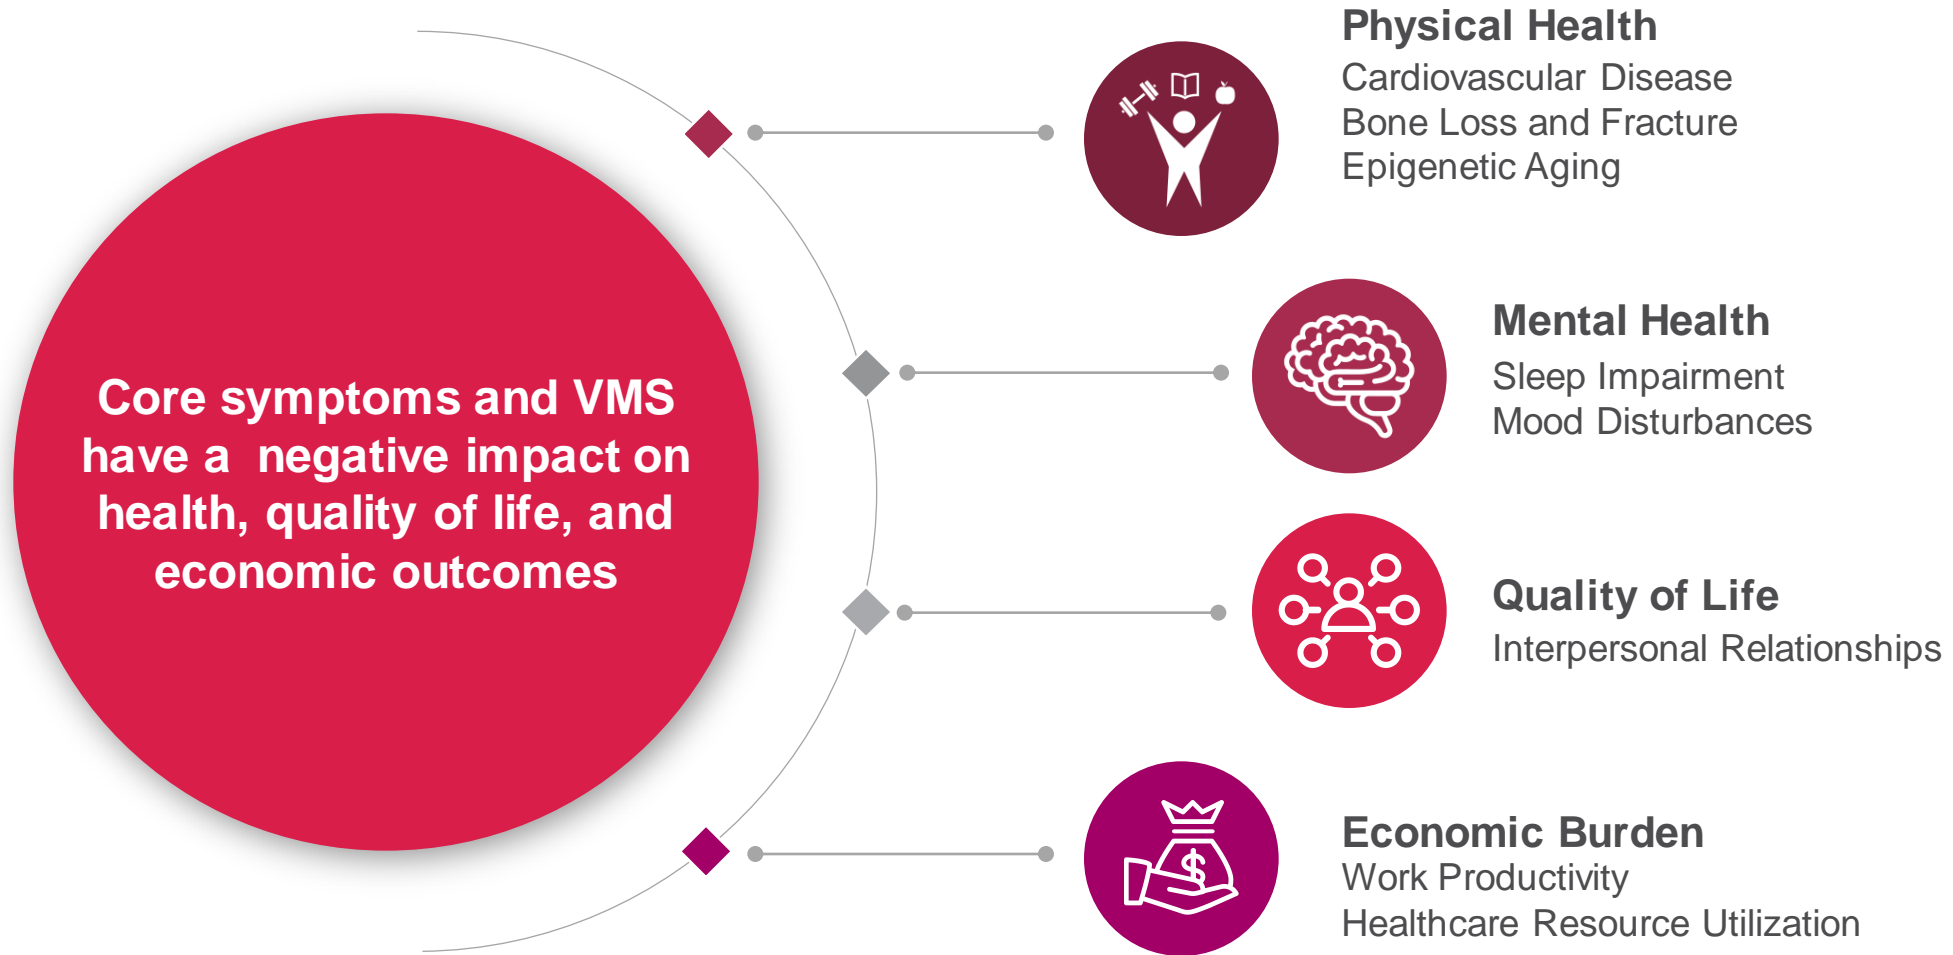 Core symptoms and VMS
have a  negative impact on
health, quality of life, and
economic outcomes
Physical Health
Cardiovascular Disease
Bone Loss and Fracture
Epigenetic Aging
Mental Health
Sleep Impairment
Mood Disturbances
Quality of Life
Interpersonal Relationships
$
Economic Burden
Work Productivity
Healthcare Resource Utilization